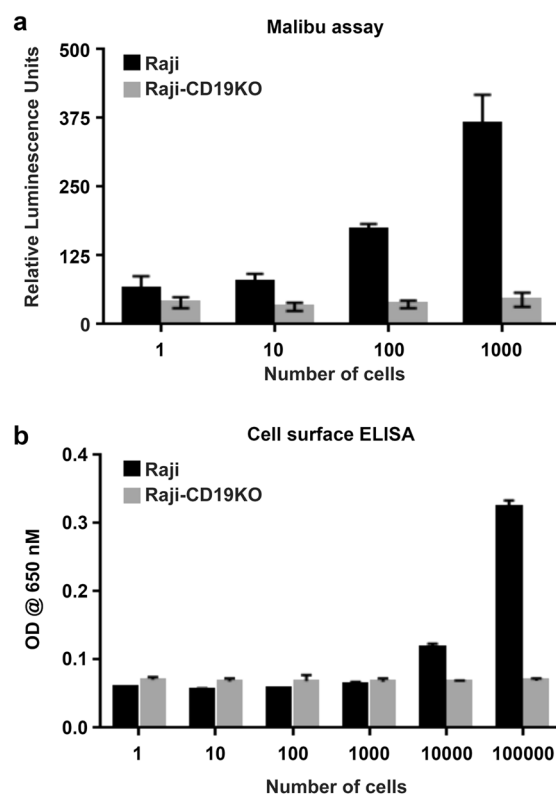 a
Malibu assay
Relative Luminescence Units
500
375
250
125
0
Raji
Raji-CD19KO
1 10 100 1000
Number of cells
b
Cell surface ELISA
OD @ 650 nM
0.4
0.3
0.2
0.1
0.0
Raji
Raji-CD19KO
1 10 100 1000 10000 100000
Number of cells